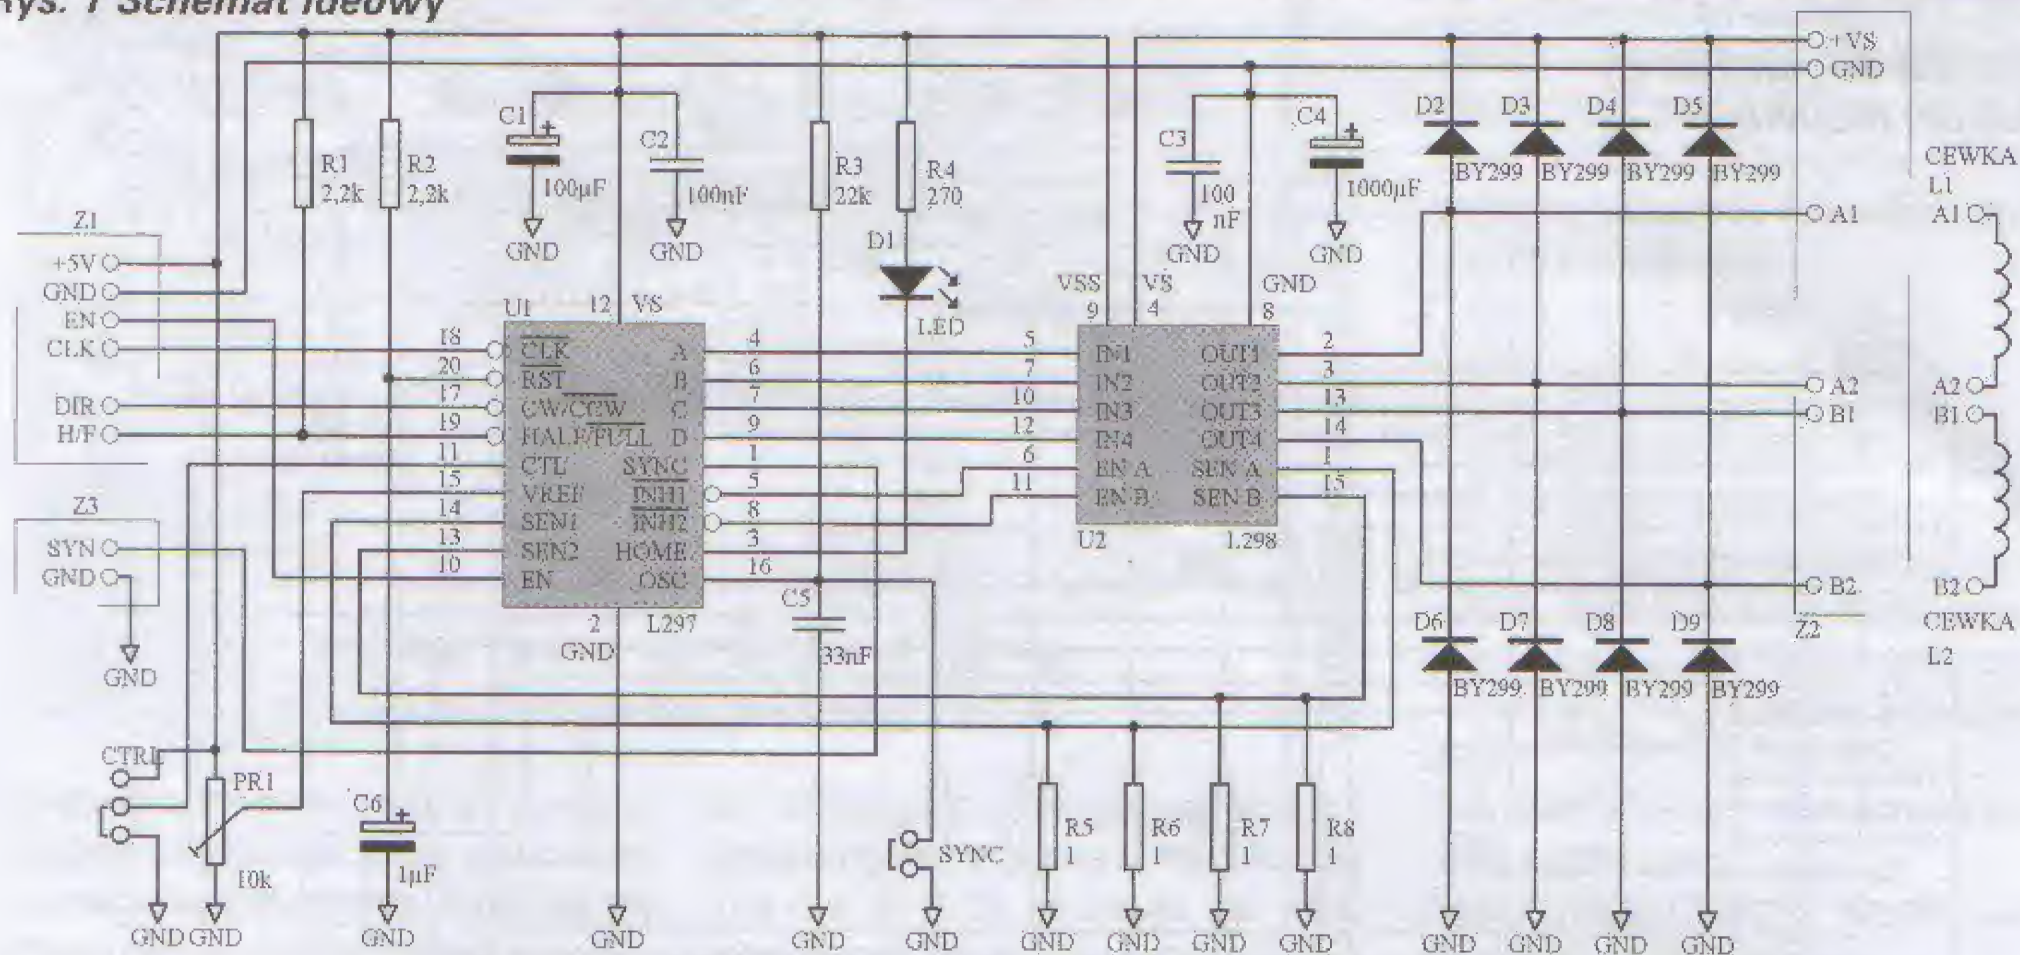 Rys. 1 Schemat ideowy
+VS
GND
C1
100µF
GND
C2
100nF
GND
R1
2,2k
R2
2,2k
R3
22k
R4
270
D1
LED
C3
100
nF
GND
C4
1000µF
GND
D2
BY299
D3
BY299
D4
BY299
D5
BY299
CEWKA
L1
A1
A1
A2
A2
B1
B1
B2
B2
CEWKA
L2
Z2
Z1
+5V
GND
EN
CLK
DIR
H/F
Z3
SYN
GND
GND
U1
12 VS
18 CLK
20 RST
17 CW/CCW
19 HALF/FULL
11 CTL
15 VREF
14 SEN1
13 SEN2
10 EN
A 4
B 6
C 7
D 9
SYNC 1
INH1 5
INH2 8
HOME 3
OSC 16
2
GND
L297
C5
33nF
VSS
9
VS
4
GND
8
5 IN1
7 IN2
10 IN3
12 IN4
6 EN A
11 EN B
OUT1 2
OUT2 3
OUT3 13
OUT4 14
SEN A 1
SEN B 15
U2
L298
D6
BY299
D7
BY299
D8
BY299
D9
BY299
CTRL
PR1
10k
C6
1µF
SYNC
R5
1
R6
1
R7
1
R8
1
GND GND GND GND GND GND GND GND GND GND GND GND GND GND